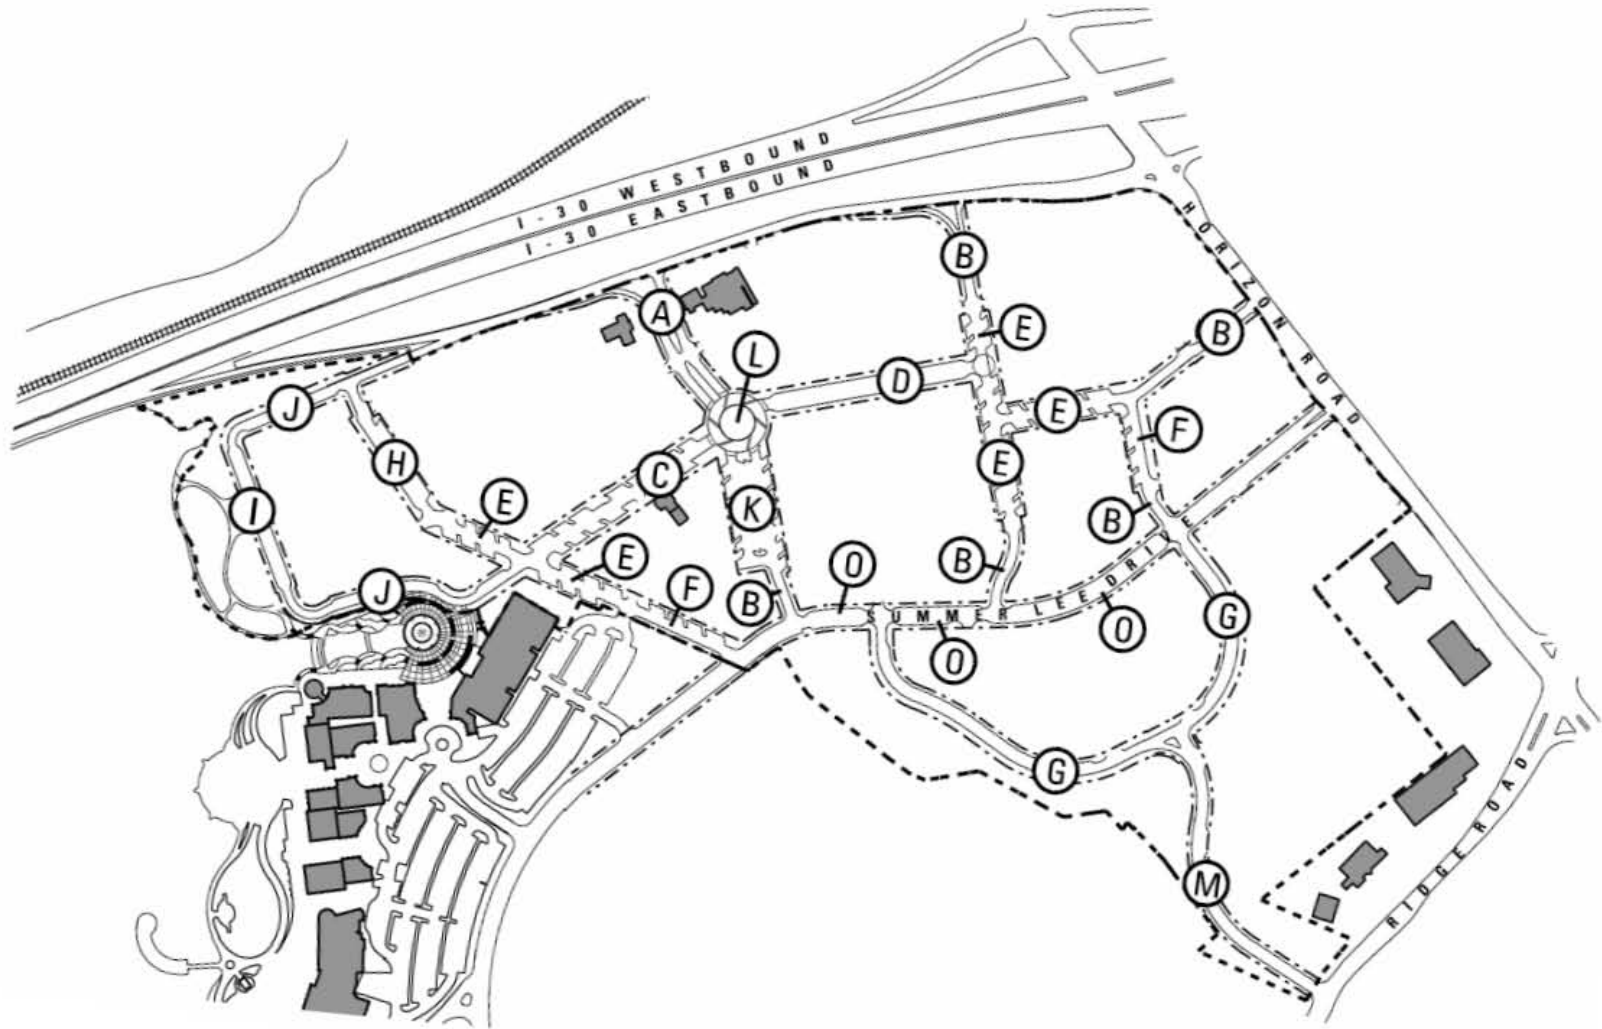 I-30 WESTBOUND
I-30 EASTBOUND
HORIZON ROAD
B
A
E
B
L
D
J
E
F
H
E
C
E
I
K
E
B
E
B
O
J
F
B
SUMMER LEE DRIVE
O
G
O
G
RIDGE ROAD
M